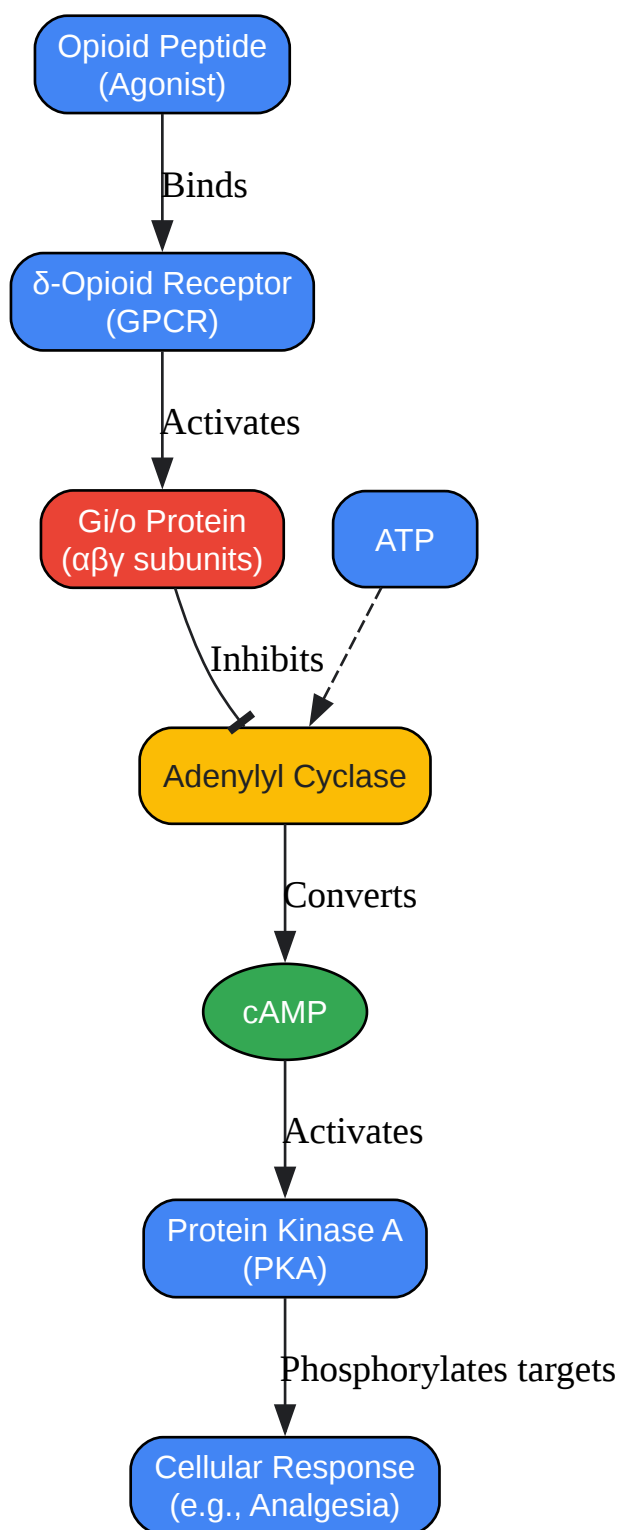 Opioid Peptide
(Agonist)
Binds
δ-Opioid Receptor
(GPCR)
Activates
Gi/o Protein
(αβγ subunits)
ATP
Inhibits
Adenylyl Cyclase
Converts
cAMP
Activates
Protein Kinase A
(PKA)
Phosphorylates targets
Cellular Response
(e.g., Analgesia)